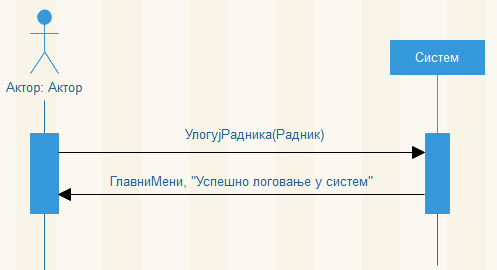 Систем
Актор: Актор
УлогујРадника(Радник)
ГлавниМени, "Успешно логовање у систем"